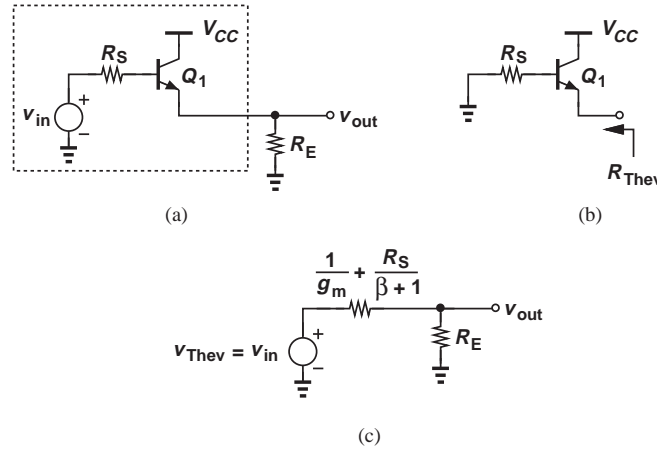 V_CC
R_S
Q_1
v_in
+
−
v_out
R_E
(a)
V_CC
R_S
Q_1
R_Thev
(b)
1/g_m + R_S/(β + 1)
v_out
v_Thev = v_in
+
−
R_E
(c)